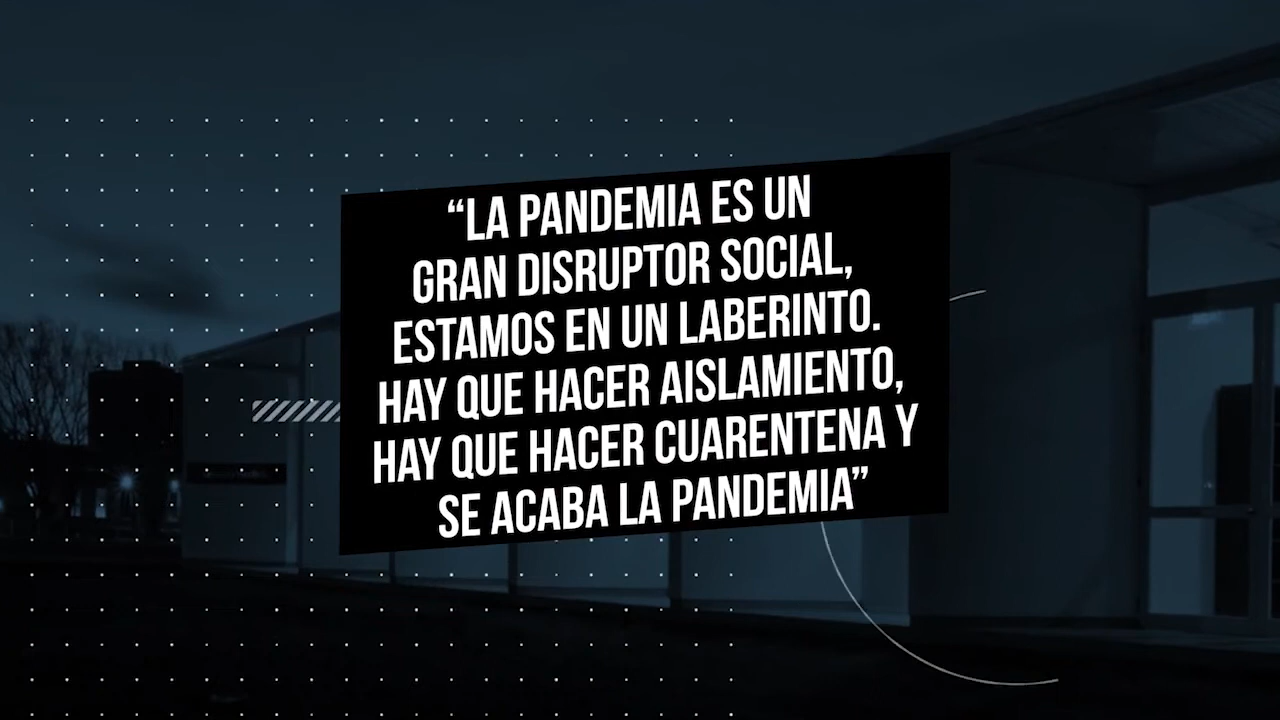 “LA PANDEMIA ES UN
GRAN DISRUPTOR SOCIAL,
ESTAMOS EN UN LABERINTO.
HAY QUE HACER AISLAMIENTO,
HAY QUE HACER CUARENTENA Y
SE ACABA LA PANDEMIA”